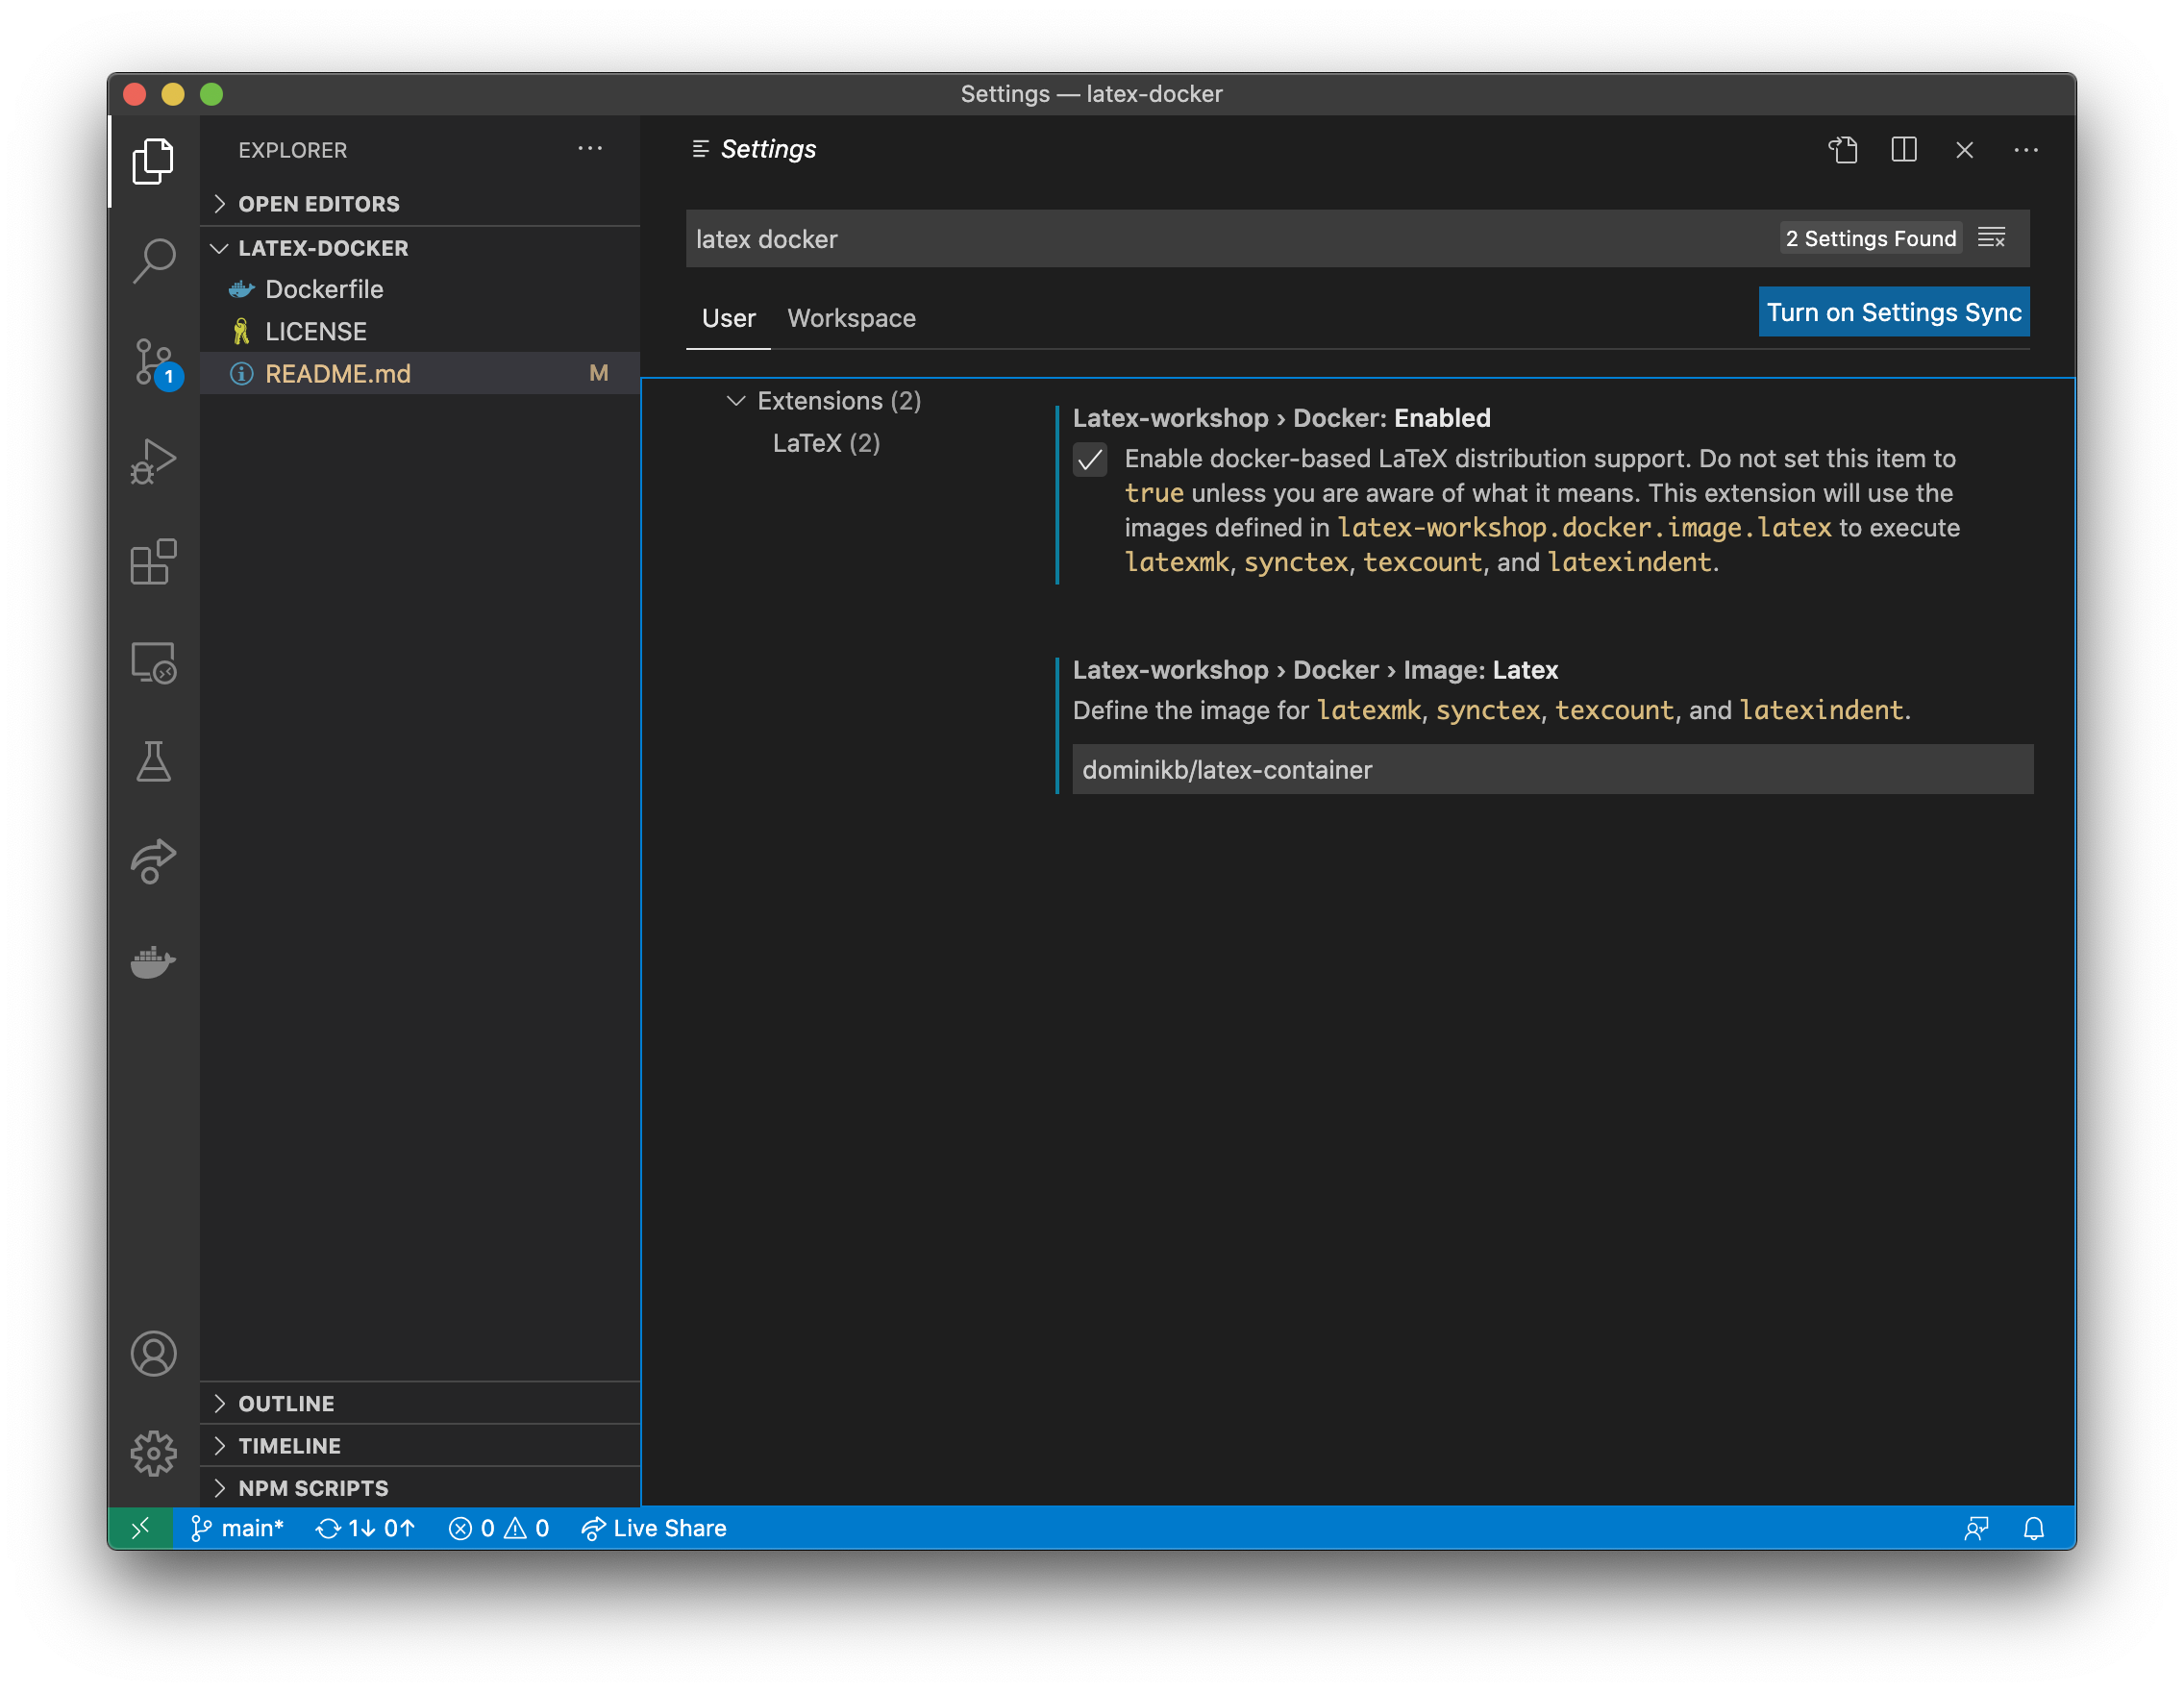 Settings — latex-docker
EXPLORER
OPEN EDITORS
LATEX-DOCKER
Dockerfile
LICENSE
README.md M
1
OUTLINE
TIMELINE
NPM SCRIPTS
Settings
latex docker
2 Settings Found
User Workspace
Turn on Settings Sync
Extensions (2)
LaTeX (2)
Latex-workshop › Docker: Enabled
Enable docker-based LaTeX distribution support. Do not set this item to
true unless you are aware of what it means. This extension will use the
images defined in latex-workshop.docker.image.latex to execute
latexmk, synctex, texcount, and latexindent.
Latex-workshop › Docker › Image: Latex
Define the image for latexmk, synctex, texcount, and latexindent.
dominikb/latex-container
main* 1↓ 0↑ 0 0 Live Share